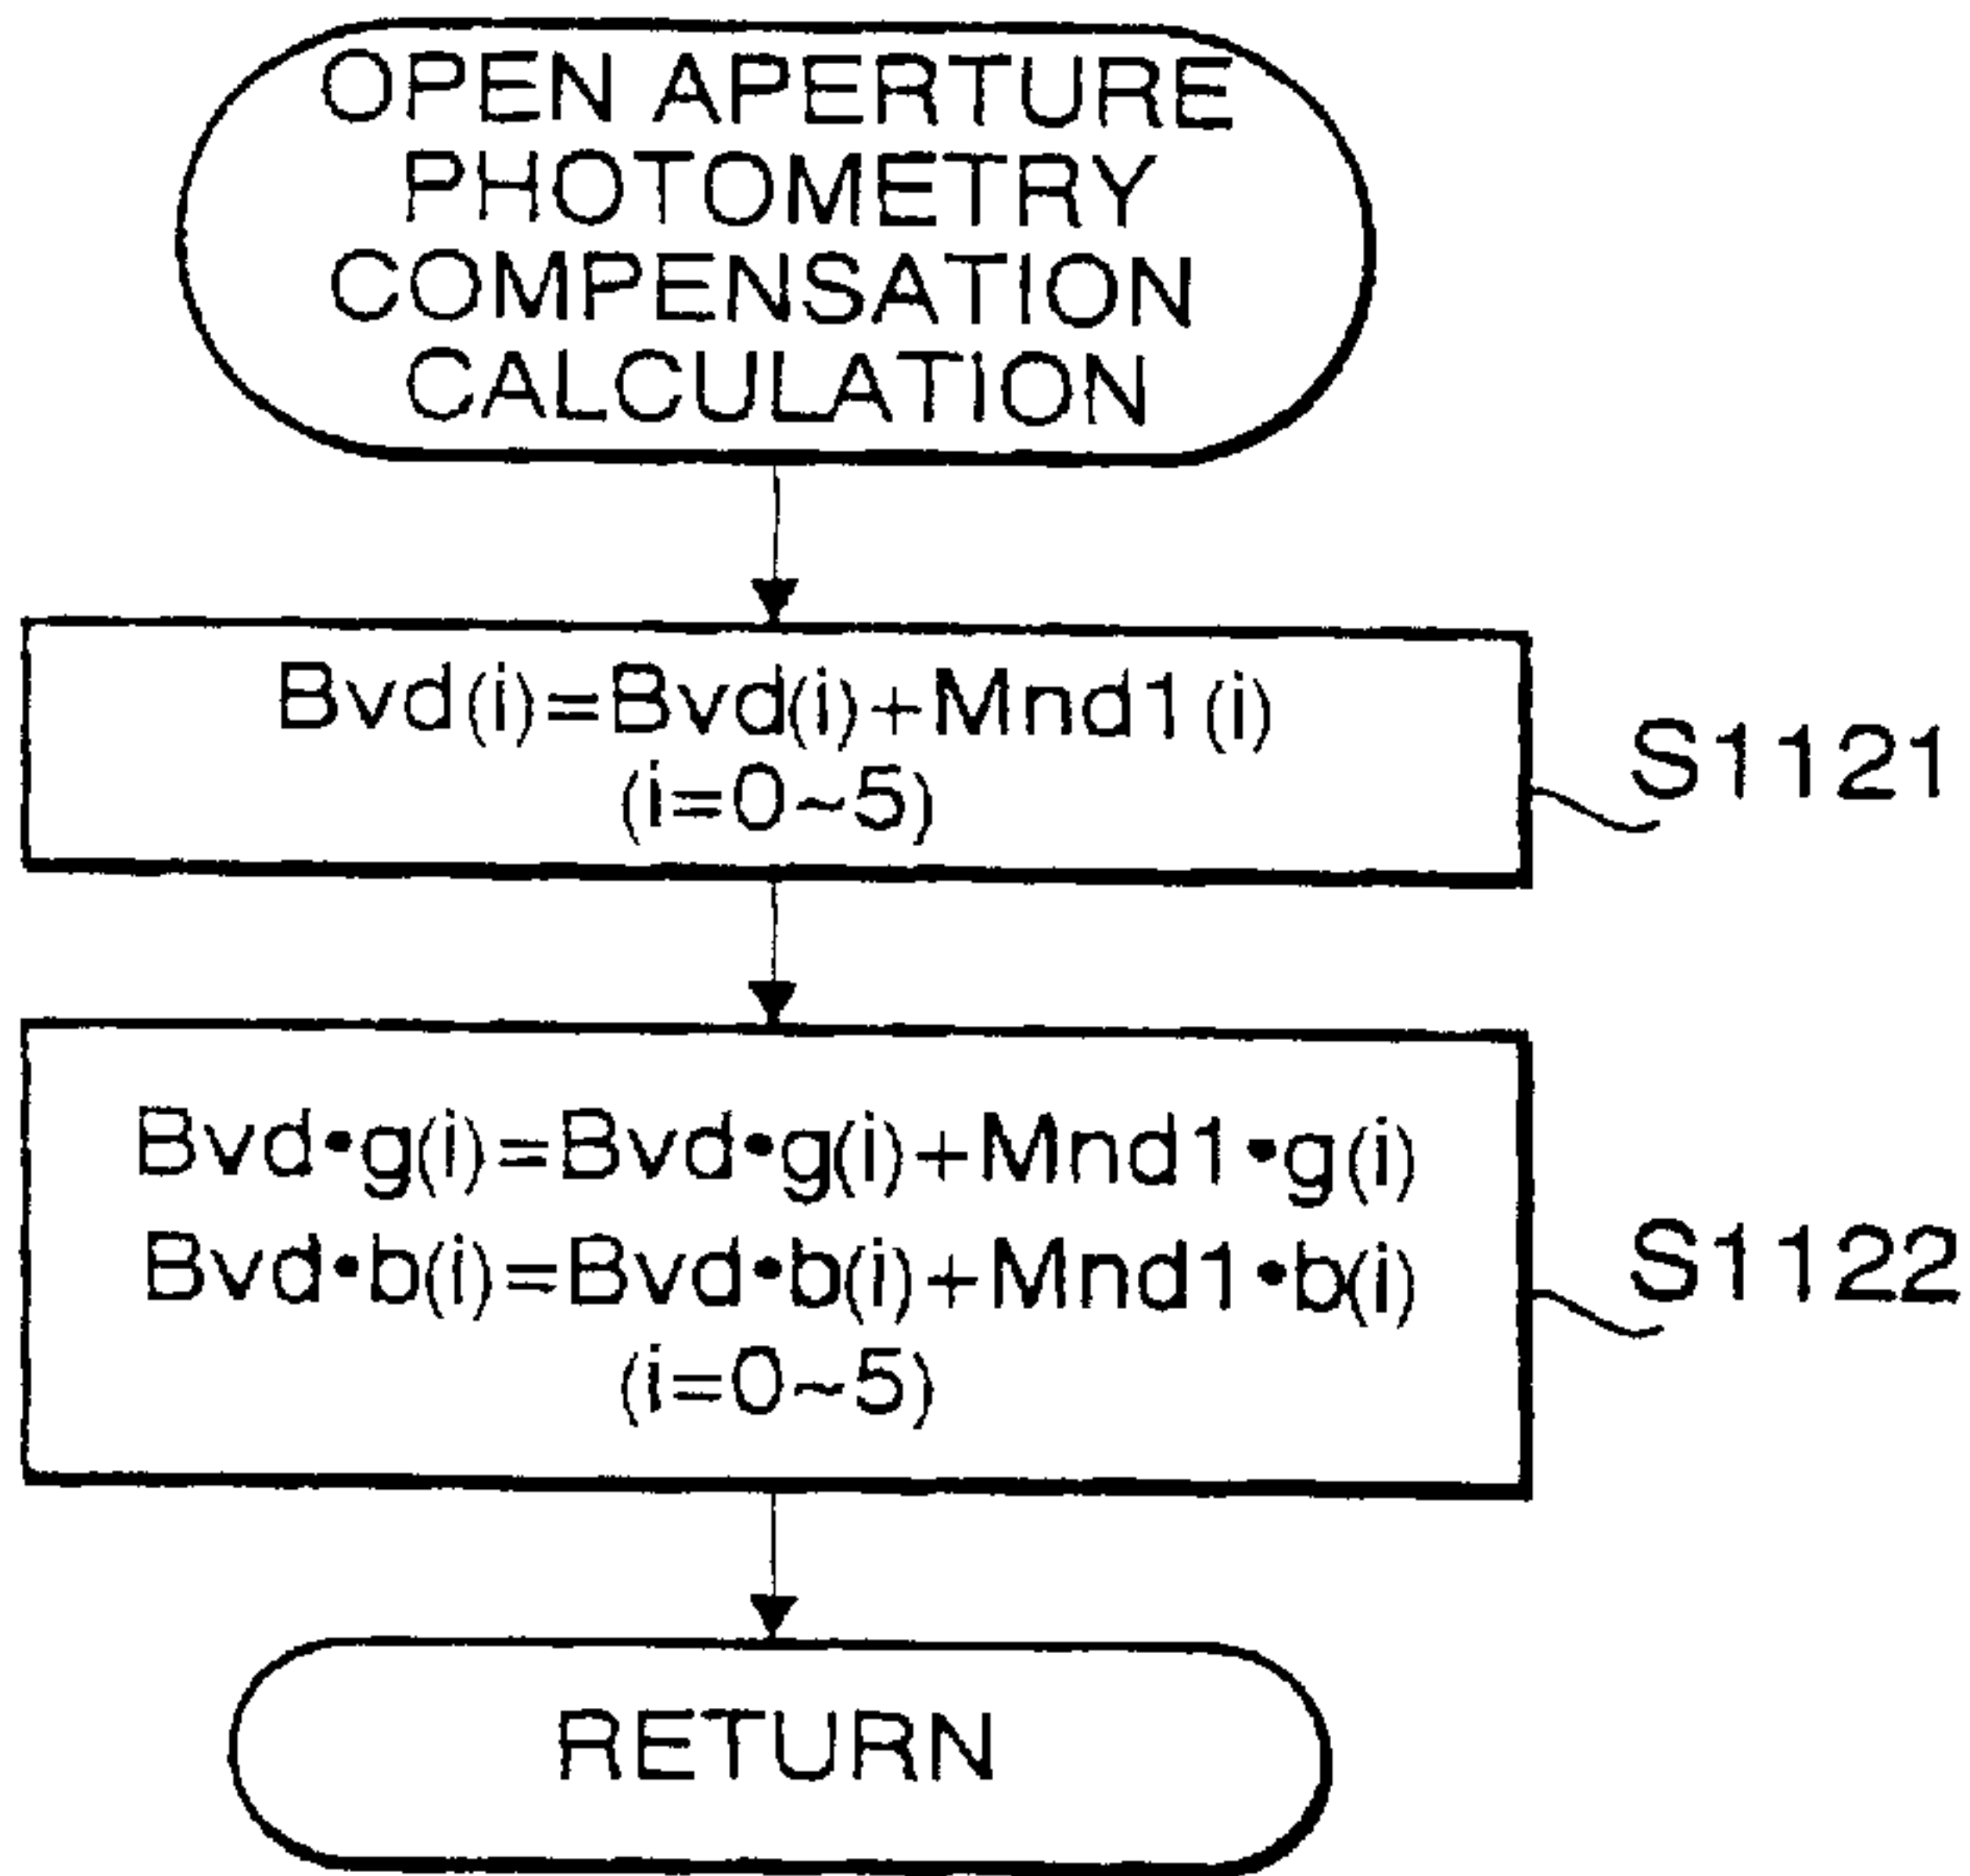 OPEN APERTURE
PHOTOMETRY
COMPENSATION
CALCULATION
Bvd(i)=Bvd(i)+Mnd1(i)
(i=0~5)
S1121
Bvd•g(i)=Bvd•g(i)+Mnd1•g(i)
Bvd•b(i)=Bvd•b(i)+Mnd1•b(i)
(i=0~5)
S1122
RETURN